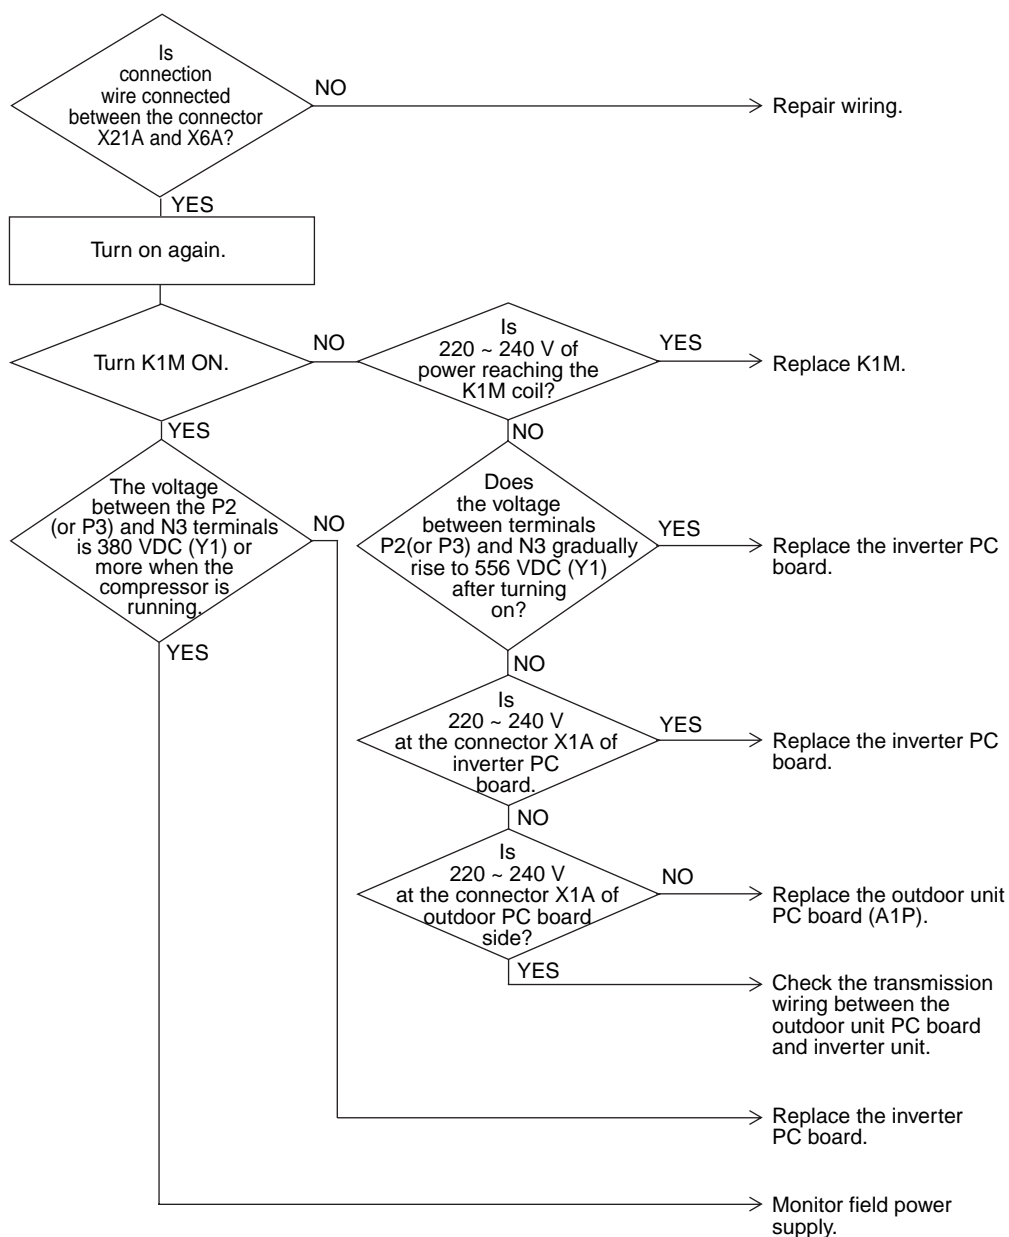 Is
connection
wire connected
between the connector
X21A and X6A?
NO
Repair wiring.
YES
Turn on again.
Turn K1M ON.
NO
Is
220 ~ 240 V of
power reaching the
K1M coil?
YES
Replace K1M.
YES
NO
The voltage
between the P2
(or P3) and N3 terminals
is 380 VDC (Y1) or
more when the
compressor is
running.
NO
Does
the voltage
between terminals
P2(or P3) and N3 gradually
rise to 556 VDC (Y1)
after turning
on?
YES
Replace the inverter PC
board.
YES
NO
Is
220 ~ 240 V
at the connector X1A of
inverter PC
board.
YES
Replace the inverter PC
board.
NO
Is
220 ~ 240 V
at the connector X1A of
outdoor PC board
side?
NO
Replace the outdoor unit
PC board (A1P).
YES
Check the transmission
wiring between the
outdoor unit PC board
and inverter unit.
Replace the inverter
PC board.
Monitor field power
supply.